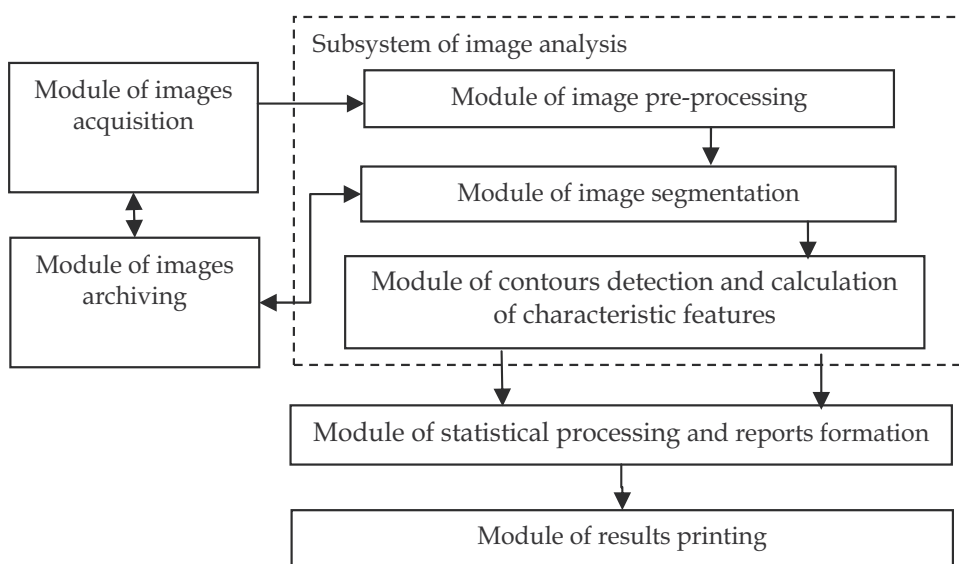 Subsystem of image analysis
Module of images
acquisition
Module of image pre-processing
Module of image segmentation
Module of images
archiving
Module of contours detection and calculation
of characteristic features
Module of statistical processing and reports formation
Module of results printing